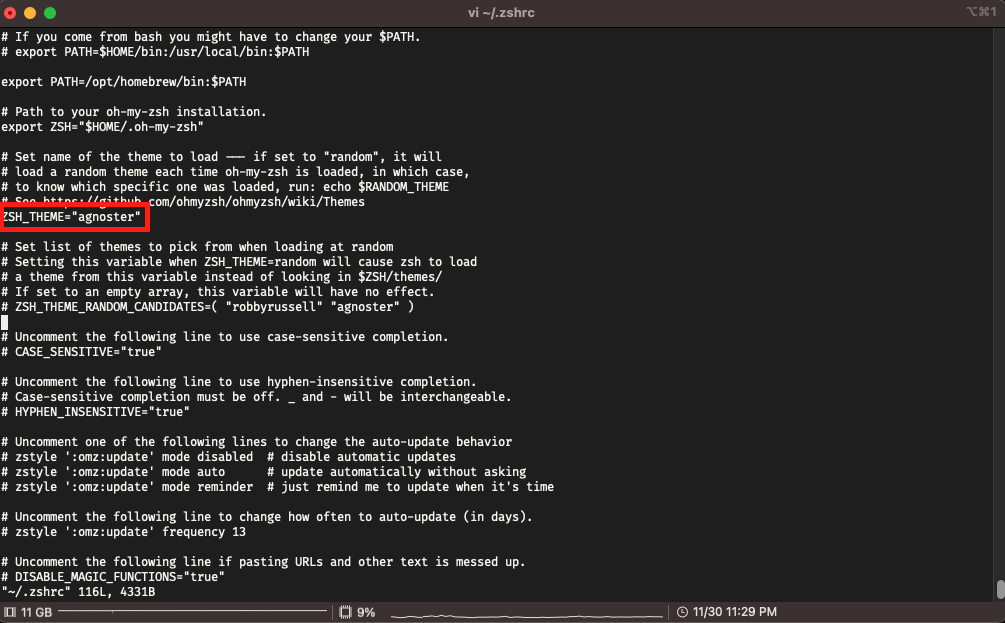 vi ~/.zshrc
⌥⌘1
# If you come from bash you might have to change your $PATH.
# export PATH=$HOME/bin:/usr/local/bin:$PATH
export PATH=/opt/homebrew/bin:$PATH
# Path to your oh-my-zsh installation.
export ZSH="$HOME/.oh-my-zsh"
# Set name of the theme to load --- if set to "random", it will
# load a random theme each time oh-my-zsh is loaded, in which case,
# to know which specific one was loaded, run: echo $RANDOM_THEME
# See https://github.com/ohmyzsh/ohmyzsh/wiki/Themes
ZSH_THEME="agnoster"
# Set list of themes to pick from when loading at random
# Setting this variable when ZSH_THEME=random will cause zsh to load
# a theme from this variable instead of looking in $ZSH/themes/
# If set to an empty array, this variable will have no effect.
# ZSH_THEME_RANDOM_CANDIDATES=( "robbyrussell" "agnoster" )
# Uncomment the following line to use case-sensitive completion.
# CASE_SENSITIVE="true"
# Uncomment the following line to use hyphen-insensitive completion.
# Case-sensitive completion must be off. _ and - will be interchangeable.
# HYPHEN_INSENSITIVE="true"
# Uncomment one of the following lines to change the auto-update behavior
# zstyle ':omz:update' mode disabled  # disable automatic updates
# zstyle ':omz:update' mode auto      # update automatically without asking
# zstyle ':omz:update' mode reminder  # just remind me to update when it's time
# Uncomment the following line to change how often to auto-update (in days).
# zstyle ':omz:update' frequency 13
# Uncomment the following line if pasting URLs and other text is messed up.
# DISABLE_MAGIC_FUNCTIONS="true"
"~/.zshrc" 116L, 4331B
11 GB
9%
11/30 11:29 PM